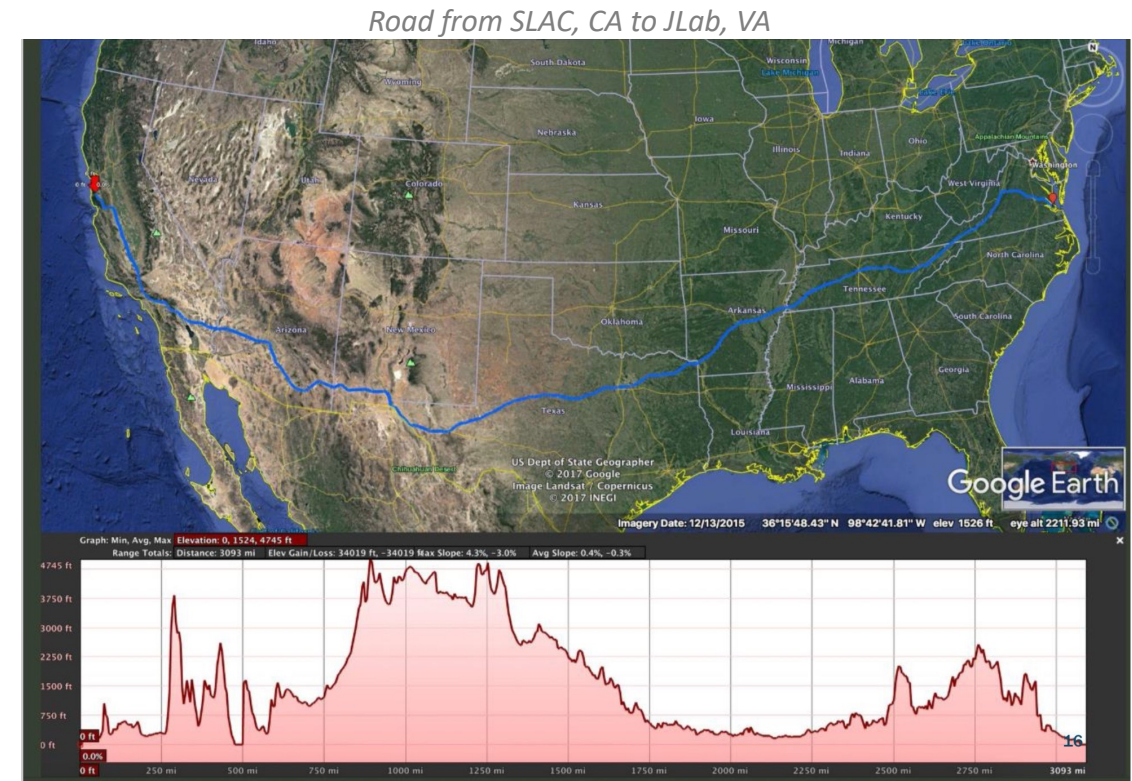 Road from SLAC, CA to JLab, VA
Idaho
Michigan
N
South Dakota
Wisconsin
Lake Michigan
Wyoming
Iowa
Nebraska
Ohio
Appalachian Mountains
Illinois
Indiana
Washington
Nevada
Utah
Colorado
West Virginia
Kansas
Kentucky
Missouri
North Carolina
Tennessee
Arkansas
South Carolina
Oklahoma
Arizona
New Mexico
Georgia
Mississippi
Alabama
Texas
Louisiana
Chihuahuan Desert
US Dept of State Geographer
© 2017 Google
Image Landsat / Copernicus
© 2017 INEGI
Google Earth
Imagery Date: 12/13/2015 36°15'48.43" N 98°42'41.81" W elev 1526 ft eye alt 2211.93 mi
Graph: Min, Avg, Max Elevation: 0, 1524, 4745 ft
Range Totals: Distance: 3093 mi Elev Gain/Loss: 34019 ft, -34019 ft Max Slope: 4.3%, -3.0% Avg Slope: 0.4%, -0.3%
4745 ft
3750 ft
3000 ft
2250 ft
1500 ft
750 ft
0 ft
0 ft
16
0.0%
0 ft 250 mi 500 mi 750 mi 1000 mi 1250 mi 1500 mi 1750 mi 2000 mi 2250 mi 2500 mi 2750 mi 3093 mi